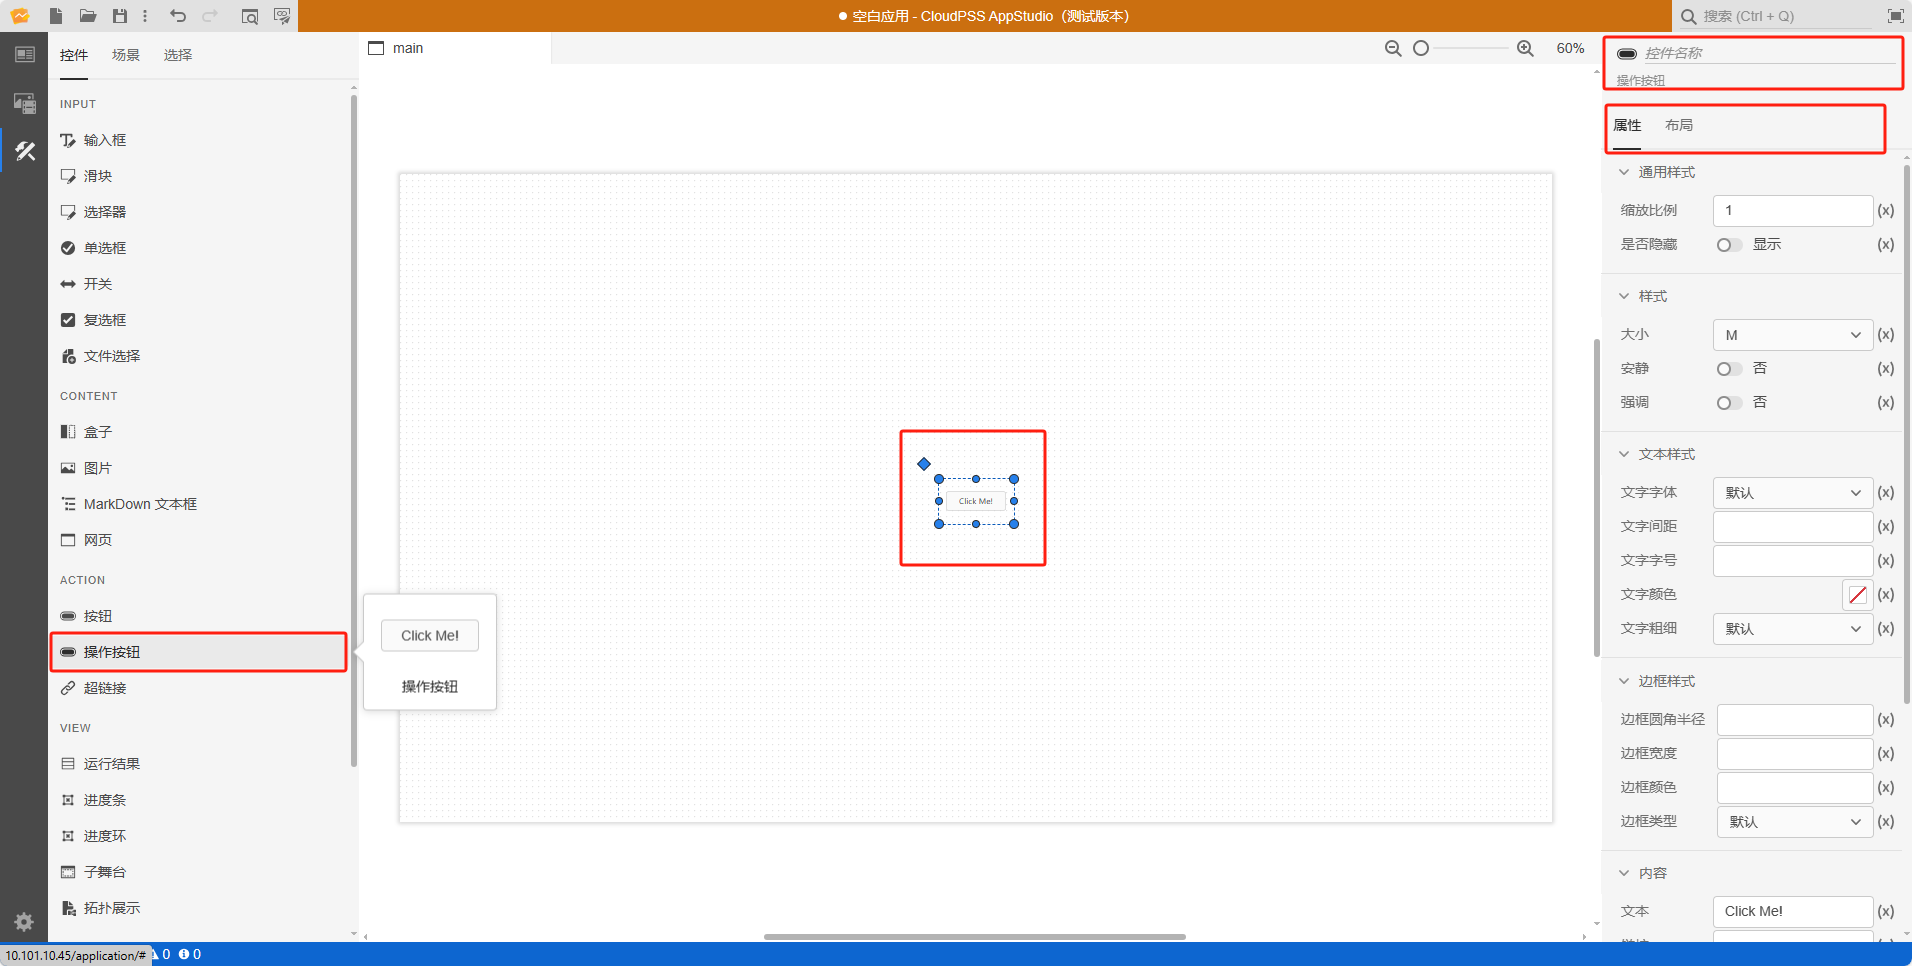 空白应用 - CloudPSS AppStudio（测试版本）
搜索 (Ctrl + Q)
控件
场景
选择
main
60%
控件名称
操作按钮
属性
布局
INPUT
输入框
滑块
选择器
单选框
开关
复选框
文件选择
CONTENT
盒子
图片
MarkDown 文本框
网页
ACTION
按钮
操作按钮
超链接
VIEW
运行结果
进度条
进度环
子舞台
拓扑展示
Click Me!
Click Me!
操作按钮
通用样式
缩放比例 1 (x)
是否隐藏 显示 (x)
样式
大小 M (x)
安静 否 (x)
强调 否 (x)
文本样式
文字字体 默认 (x)
文字间距 (x)
文字字号 (x)
文字颜色 (x)
文字粗细 默认 (x)
边框样式
边框圆角半径 (x)
边框宽度 (x)
边框颜色 (x)
边框类型 默认 (x)
内容
文本 Click Me! (x)
10.101.10.45/application/# 0 0